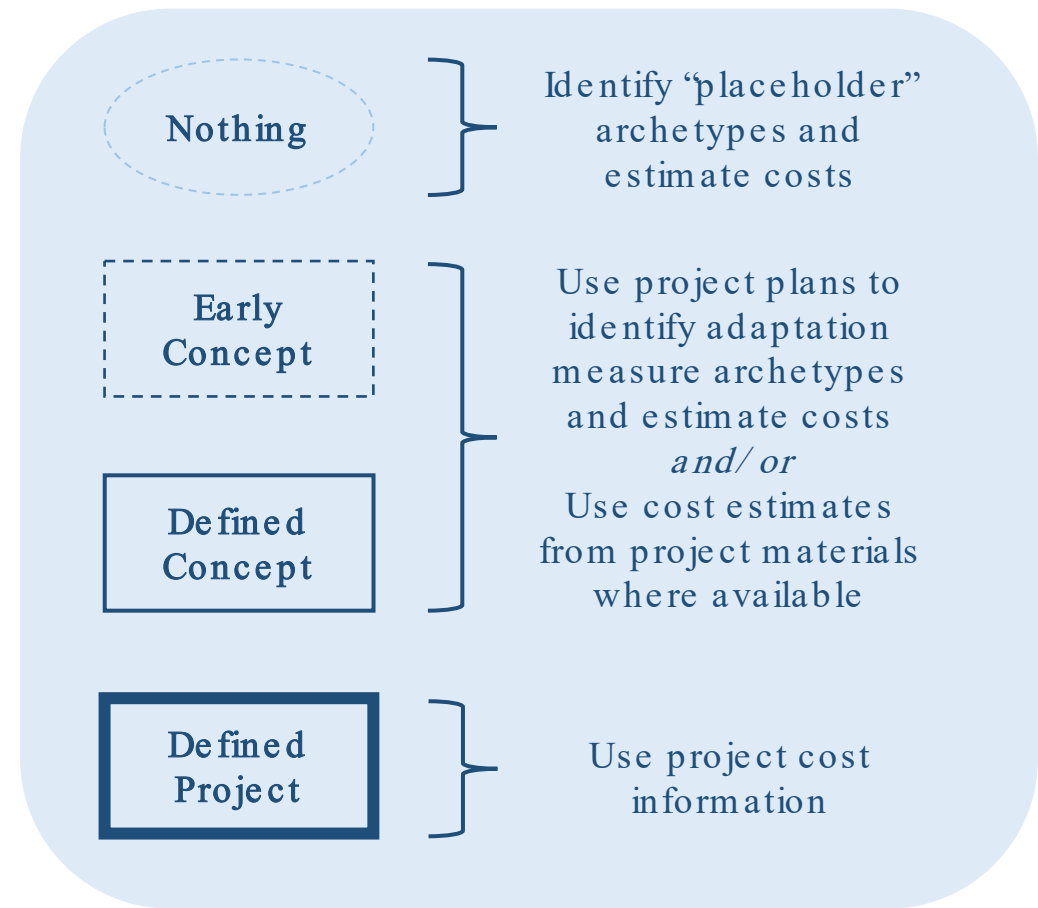 Nothing
Identify “placeholder”
archetypes and
estimate costs
Early
Concept
Defined
Concept
Use project plans to
identify adaptation
measure archetypes
and estimate costs
and/or
Use cost estimates
from project materials
where available
Defined
Project
Use project cost
information